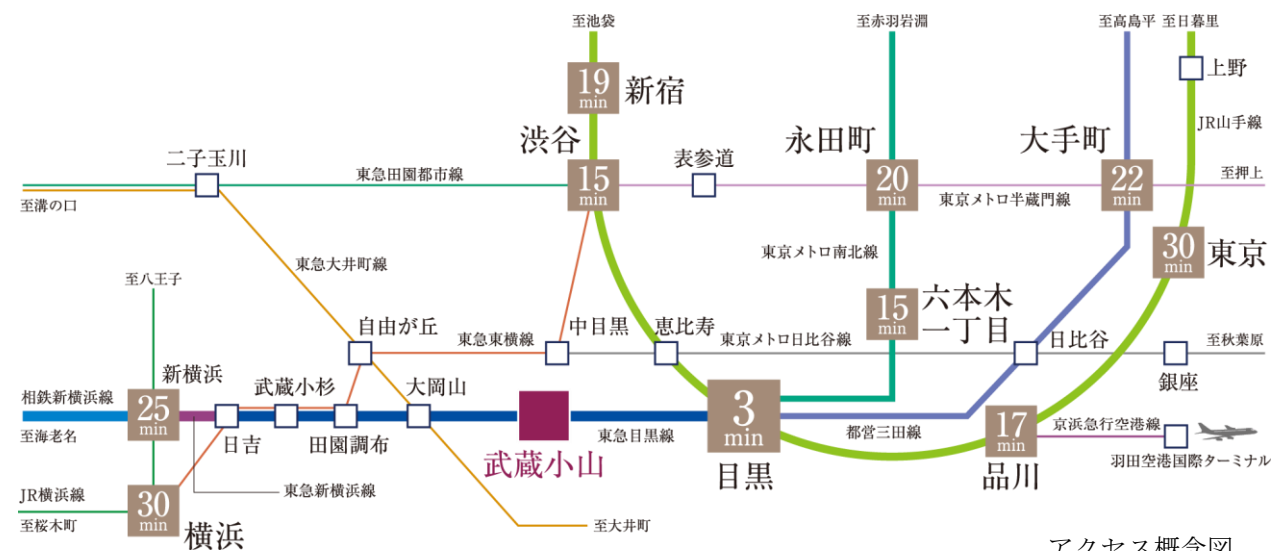 至池袋
至赤羽岩淵
至高島平
至日暮里
上野
19
min
新宿
JR山手線
渋谷
永田町
大手町
二子玉川
表参道
東急田園都市線
15
min
20
min
22
min
至押上
至溝の口
東京メトロ半蔵門線
東急大井町線
東京メトロ南北線
30
min
東京
至八王子
15
min
六本木
一丁目
自由が丘
東急東横線
中目黒
恵比寿
東京メトロ日比谷線
日比谷
至秋葉原
銀座
新横浜
武蔵小杉
大岡山
相鉄新横浜線
25
min
至海老名
日吉
田園調布
東急目黒線
武蔵小山
3
min
目黒
都営三田線
17
min
品川
京浜急行空港線
羽田空港国際ターミナル
JR横浜線
至桜木町
30
min
横浜
東急新横浜線
至大井町
アクセス概念図